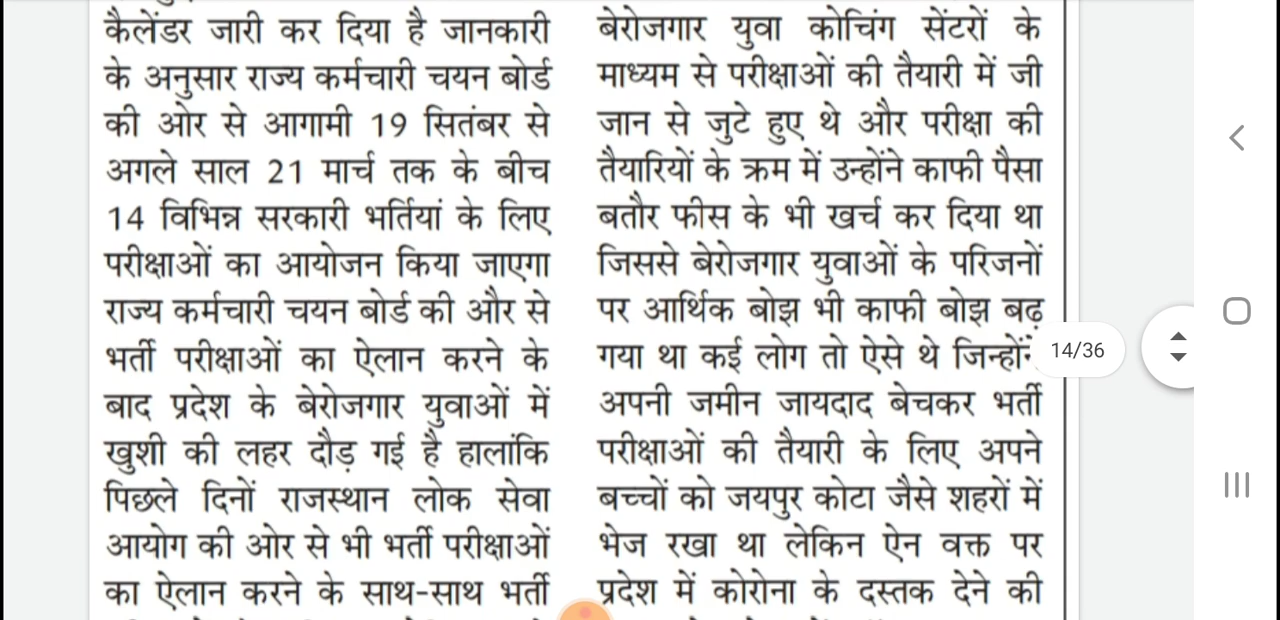 कैलेंडर जारी कर दिया है जानकारी
के अनुसार राज्य कर्मचारी चयन बोर्ड
की ओर से आगामी 19 सितंबर से
अगले साल 21 मार्च तक के बीच
14 विभिन्न सरकारी भर्तियां के लिए
परीक्षाओं का आयोजन किया जाएगा
राज्य कर्मचारी चयन बोर्ड की और से
भर्ती परीक्षाओं का ऐलान करने के
बाद प्रदेश के बेरोजगार युवाओं में
खुशी की लहर दौड़ गई है हालांकि
पिछले दिनों राजस्थान लोक सेवा
आयोग की ओर से भी भर्ती परीक्षाओं
का ऐलान करने के साथ-साथ भर्ती
बेरोजगार युवा कोचिंग सेंटरों के
माध्यम से परीक्षाओं की तैयारी में जी
जान से जुटे हुए थे और परीक्षा की
तैयारियों के क्रम में उन्होंने काफी पैसा
बतौर फीस के भी खर्च कर दिया था
जिससे बेरोजगार युवाओं के परिजनों
पर आर्थिक बोझ भी काफी बोझ बढ़
गया था कई लोग तो ऐसे थे जिन्होंने
अपनी जमीन जायदाद बेचकर भर्ती
परीक्षाओं की तैयारी के लिए अपने
बच्चों को जयपुर कोटा जैसे शहरों में
भेज रखा था लेकिन ऐन वक्त पर
प्रदेश में कोरोना के दस्तक देने की
14/36